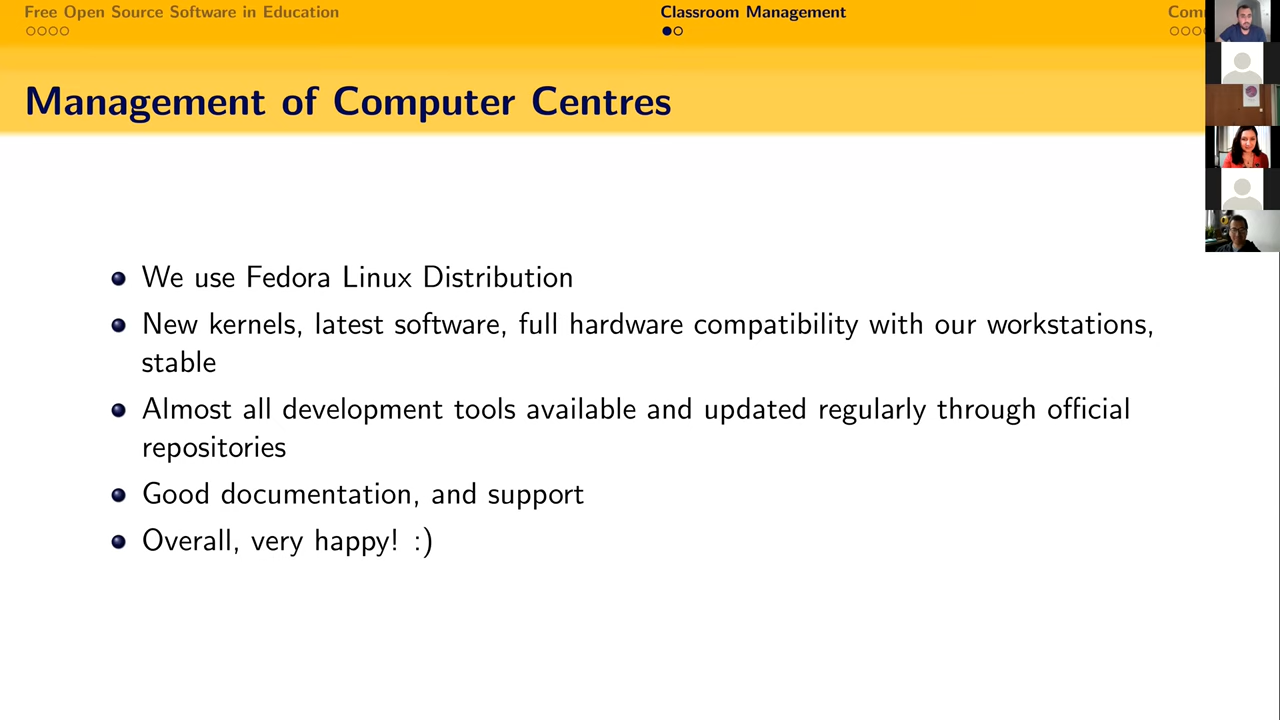 Free Open Source Software in Education
Classroom Management
Management of Computer Centres
We use Fedora Linux Distribution
New kernels, latest software, full hardware compatibility with our workstations,
stable
Almost all development tools available and updated regularly through official
repositories
Good documentation, and support
Overall, very happy! :)